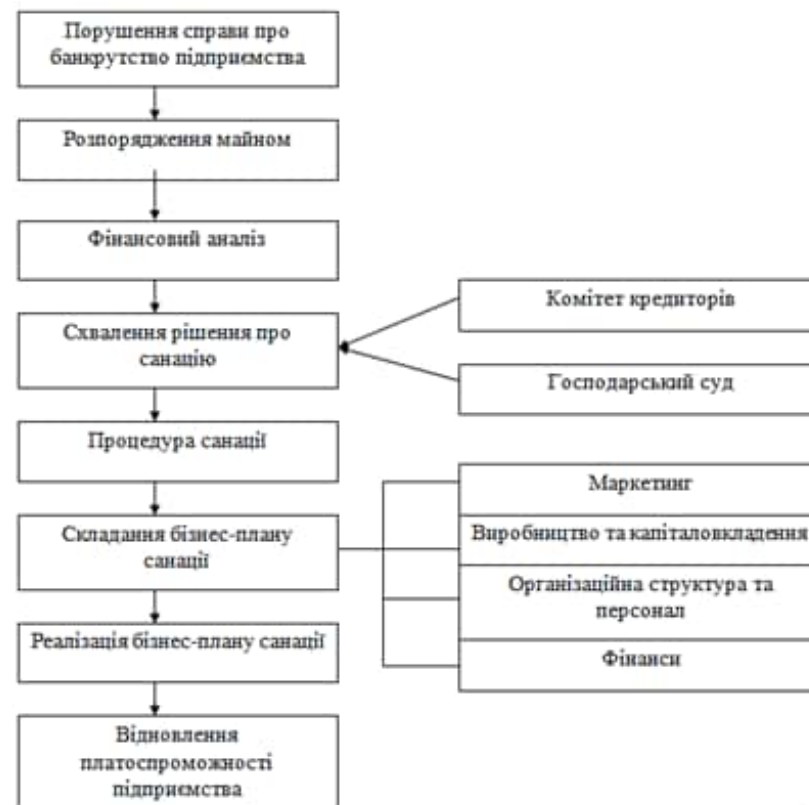 Порушення справи про
банкрутство підприємства
Розпорядження майном
Фінансовий аналіз
Комітет кредиторів
Схвалення рішення про
санацію
Господарський суд
Процедура санації
Маркетинг
Складання бізнес-плану
санації
Виробництво та капіталовкладення
Організаційна структура та
персонал
Реалізація бізнес-плану санації
Фінанси
Відновлення
платоспроможності
підприємства